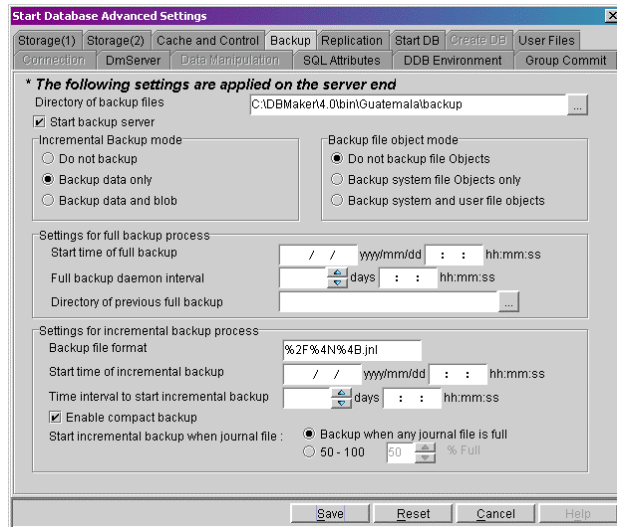 Start Database Advanced Settings
Storage(1) Storage(2) Cache and Control Backup Replication Start DB Create DB User Files
Connection DmServer Data Manipulation SQL Attributes DDB Environment Group Commit
* The following settings are applied on the server end
Directory of backup files C:\DBMaker\4.0\bin\Guatemala\backup ...
Start backup server
Incremental Backup mode Backup file object mode
Do not backup Do not backup file Objects
Backup data only Backup system file Objects only
Backup data and blob Backup system and user file objects
Settings for full backup process
Start time of full backup / / yyyy/mm/dd : : hh:mm:ss
Full backup daemon interval days : : hh:mm:ss
Directory of previous full backup ...
Settings for incremental backup process
Backup file format %2F%4N%4B.jnl
Start time of incremental backup / / yyyy/mm/dd : : hh:mm:ss
Time interval to start incremental backup days : : hh:mm:ss
Enable compact backup
Start incremental backup when journal file : Backup when any journal file is full
50 - 100 50 % Full
Save Reset Cancel Help